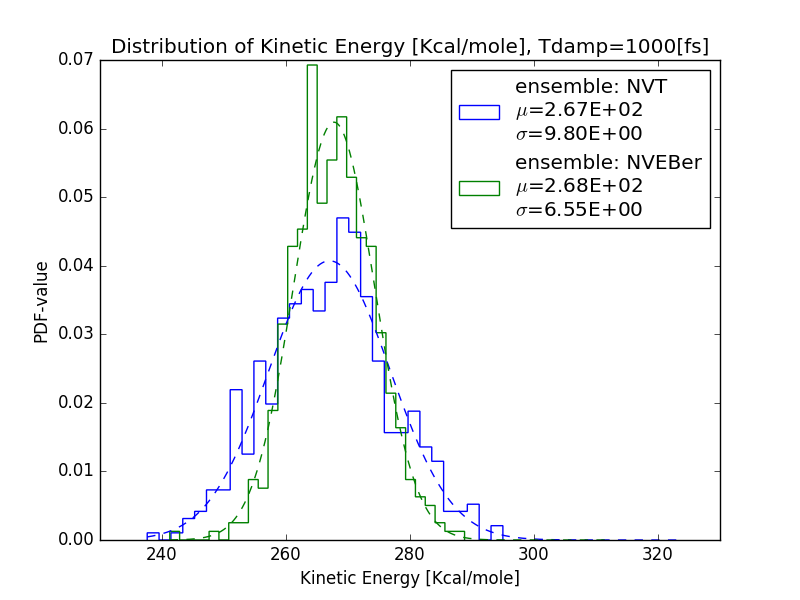 Distribution of Kinetic Energy [Kcal/mole], Tdamp=1000[fs]
0.07
0.06
0.05
0.04
0.03
0.02
0.01
0.00
PDF-value
ensemble: NVT
μ=2.67E+02
σ=9.80E+00
ensemble: NVEBer
μ=2.68E+02
σ=6.55E+00
240
260
280
300
320
Kinetic Energy [Kcal/mole]